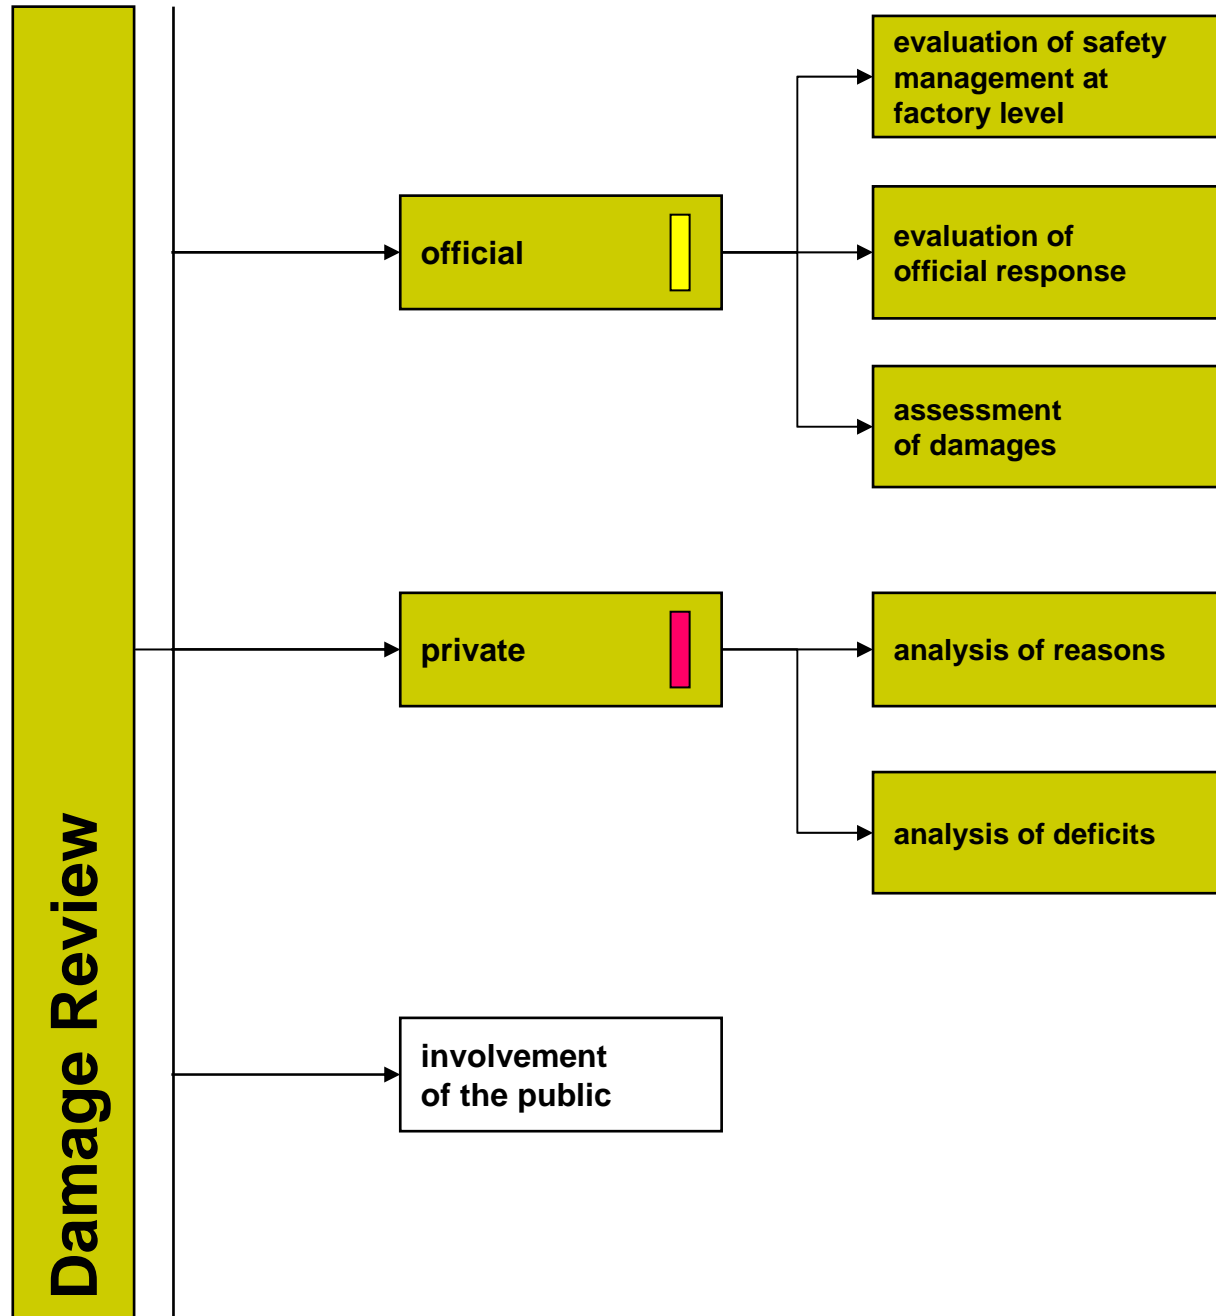 Damage Review
official
evaluation of safety
management at
factory level
evaluation of
official response
assessment
of damages
private
analysis of reasons
analysis of deficits
involvement
of the public